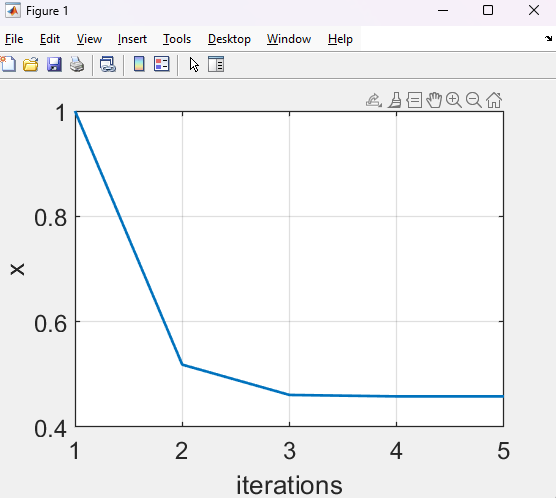 Figure 1
File Edit View Insert Tools Desktop Window Help
1
0.8
x
0.6
0.4
1 2 3 4 5
iterations